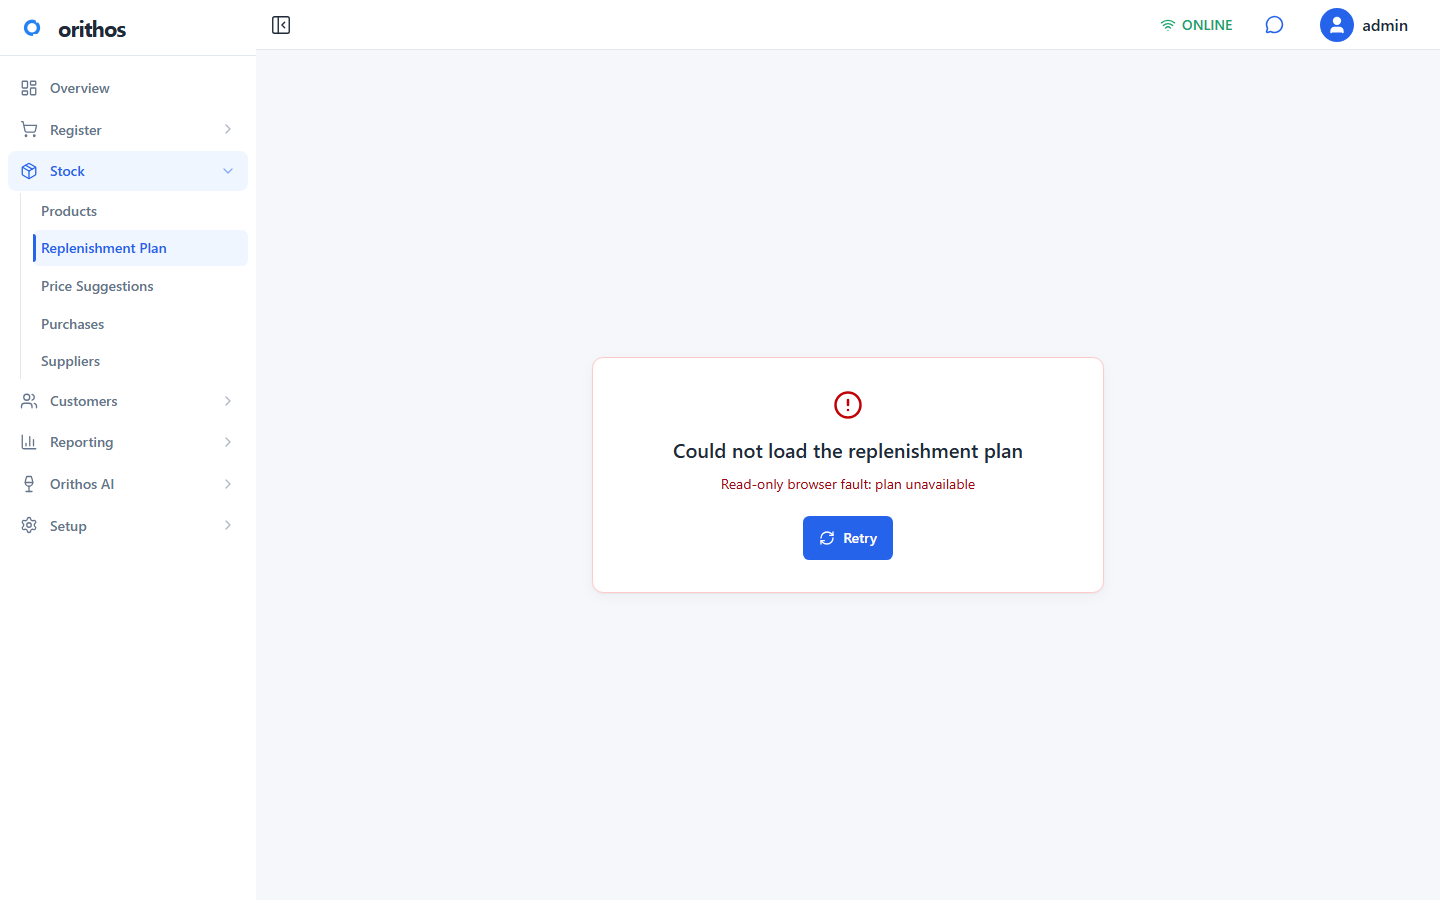 orithos
ONLINE
admin
Overview
Register
Stock
Products
Replenishment Plan
Price Suggestions
Purchases
Suppliers
Customers
Reporting
Orithos AI
Setup
Could not load the replenishment plan
Read-only browser fault: plan unavailable
Retry